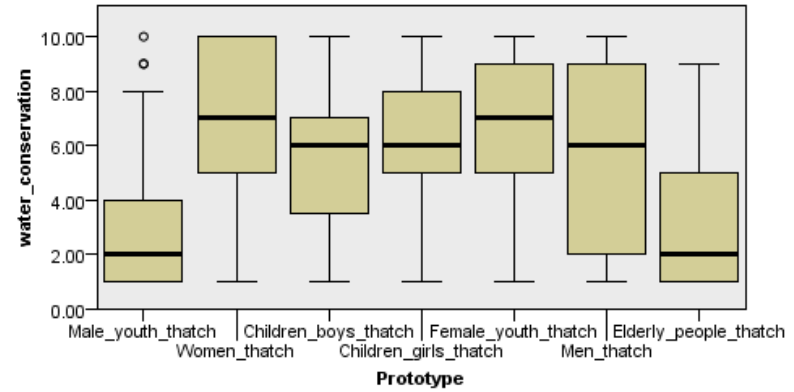 10.00
8.00
6.00
4.00
2.00
0.00
water_conservation
Male_youth_thatch
Women_thatch
Children_boys_thatch
Children_girls_thatch
Female_youth_thatch
Men_thatch
Elderly_people_thatch
Prototype